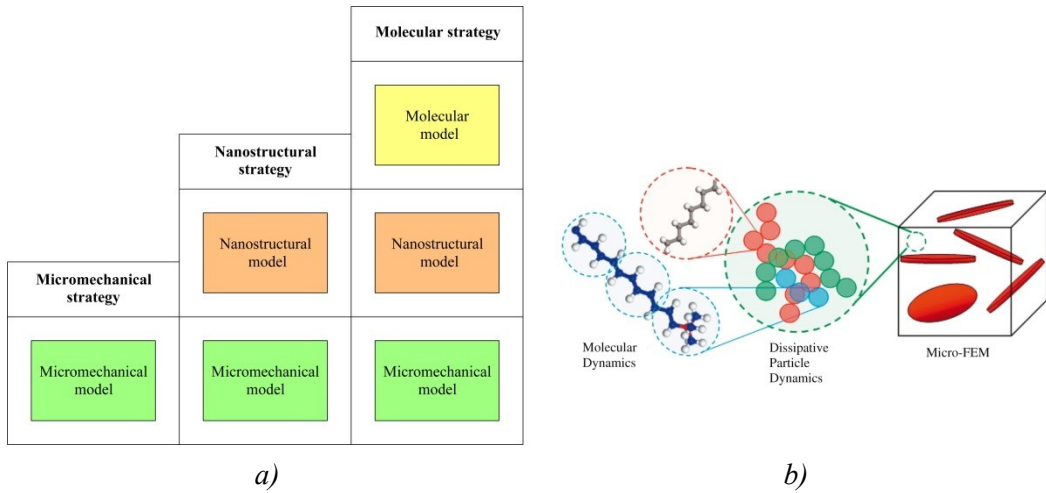 Molecular strategy
Molecular
model
Nanostructural
strategy
Nanostructural
model
Nanostructural
model
Micromechanical
strategy
Micromechanical
model
Micromechanical
model
Micromechanical
model
a)
Molecular
Dynamics
Dissipative
Particle
Dynamics
Micro-FEM
b)